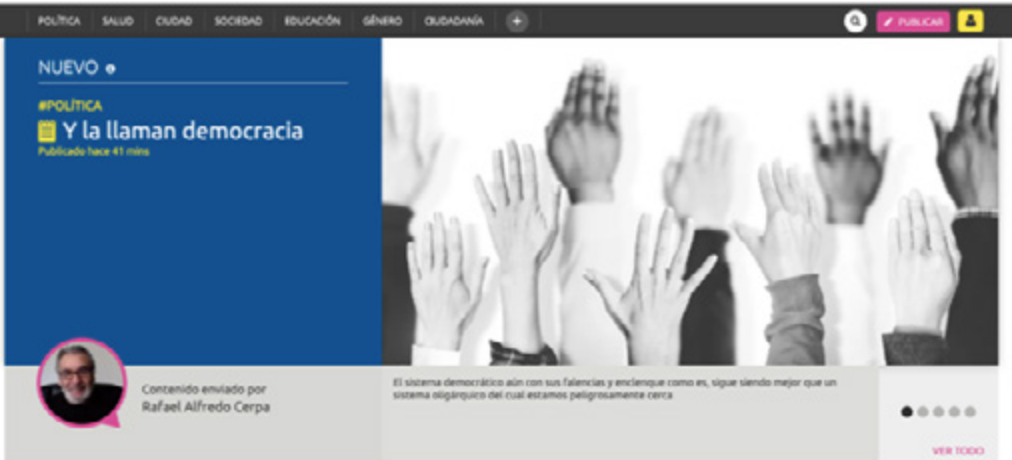 POLÍTICA SALUD CIUDAD SOCIEDAD EDUCACIÓN GÉNERO CIUDADANÍA +
PUBLICAR
NUEVO
#POLÍTICA
Y la llaman democracia
Publicado hace 41 mins
Contenido enviado por
Rafael Alfredo Cerpa
El sistema democrático aún con sus falencias y enclenque como es, sigue siendo mejor que un
sistema oligárquico del cual estamos peligrosamente cerca
VER TODO